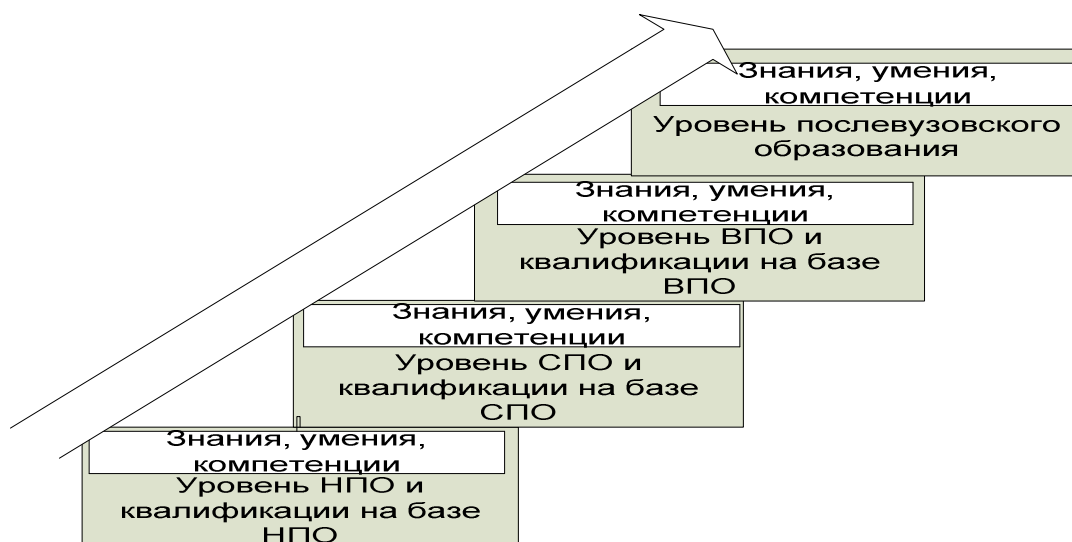 Знания, умения,
компетенции
Уровень послевузовского
образования
Знания, умения,
компетенции
Уровень ВПО и
квалификации на базе
ВПО
Знания, умения,
компетенции
Уровень СПО и
квалификации на базе
СПО
Знания, умения,
компетенции
Уровень НПО и
квалификации на базе
НПО